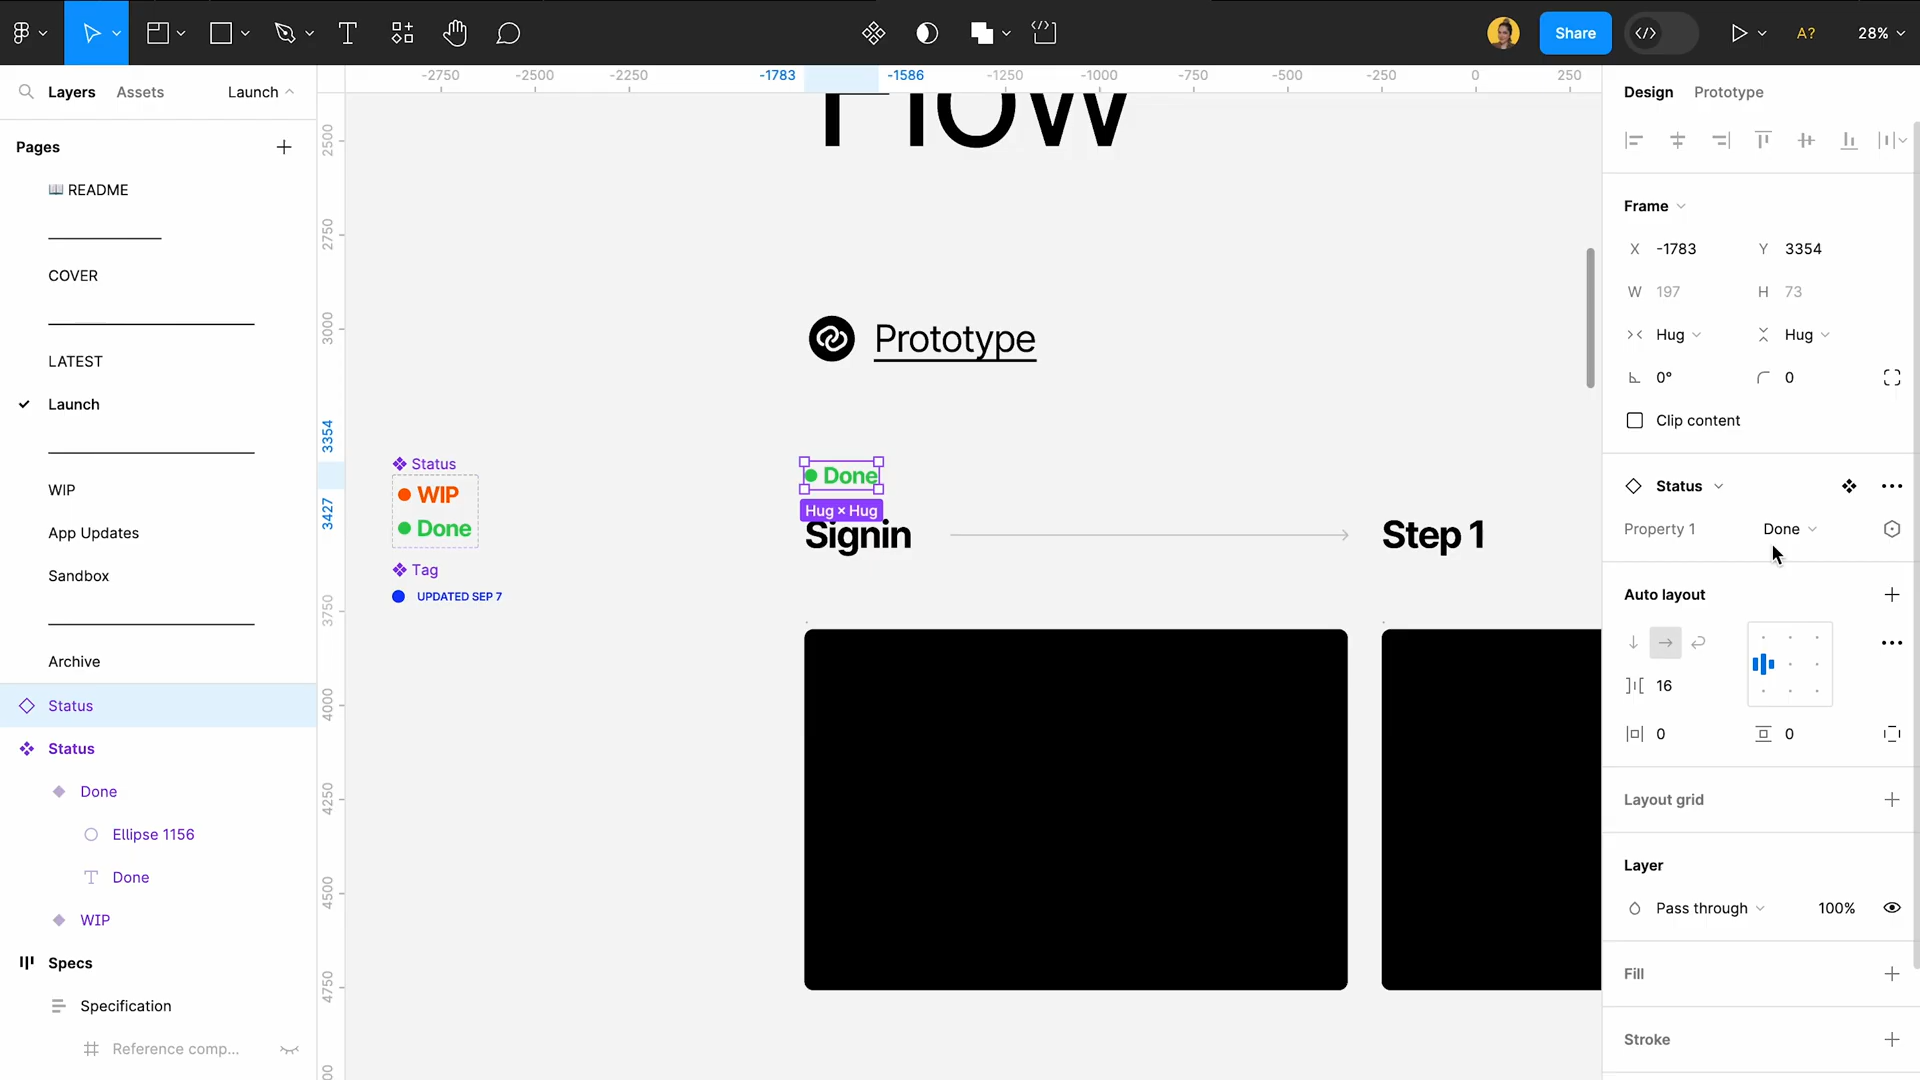 Share
A?
28%
Layers
Assets
Launch
Pages
README
COVER
LATEST
Launch
WIP
App Updates
Sandbox
Archive
Status
Status
Done
Ellipse 1156
Done
WIP
Specs
Specification
Reference comp...
-2750
-2500
-2250
-1783
-1586
-1250
-1000
-750
-500
-250
0
250
2500
2750
3000
3354
3427
3750
4000
4250
4500
4750
Flow
Prototype
Status
WIP
Done
Tag
UPDATED SEP 7
Done
Hug × Hug
Signin
Step 1
Design
Prototype
Frame
X -1783
Y 3354
W 197
H 73
Hug
Hug
0°
0
Clip content
Status
Property 1
Done
Auto layout
16
0
0
Layout grid
Layer
Pass through
100%
Fill
Stroke